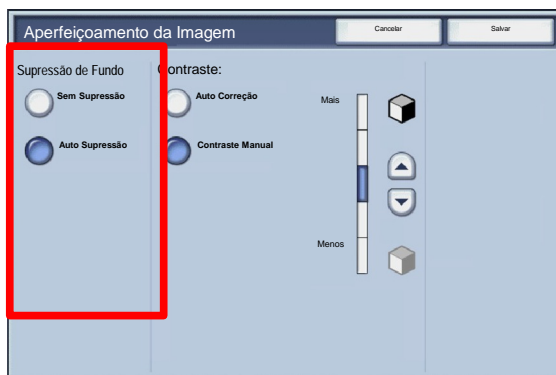 Aperfeiçoamento da Imagem
Cancelar
Salvar
Supressão de Fundo
Sem Supressão
Auto Supressão
Contraste:
Auto Correção
Contraste Manual
Mais
Menos